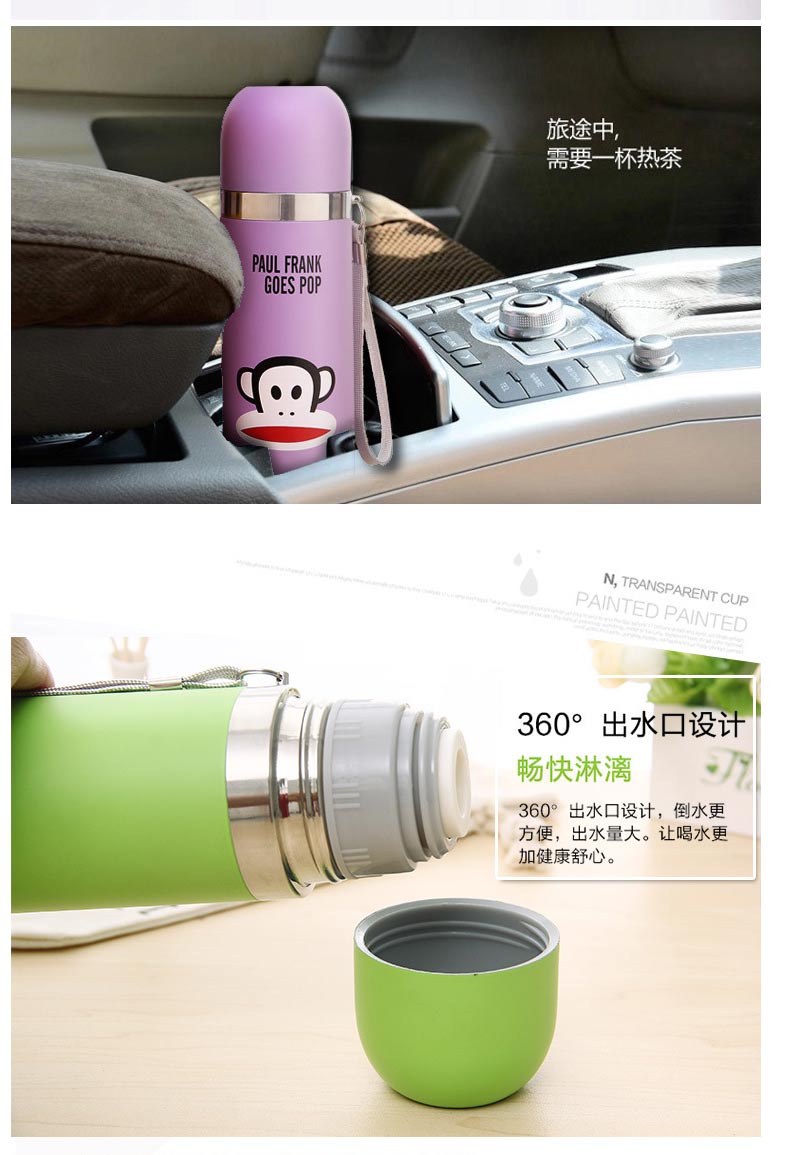 旅途中,
需要一杯热茶
PAUL FRANK
GOES POP
N, TRANSPARENT CUP
PAINTED PAINTED
360° 出水口设计
畅快淋漓
360° 出水口设计，倒水更
方便，出水量大。让喝水更
加健康舒心。